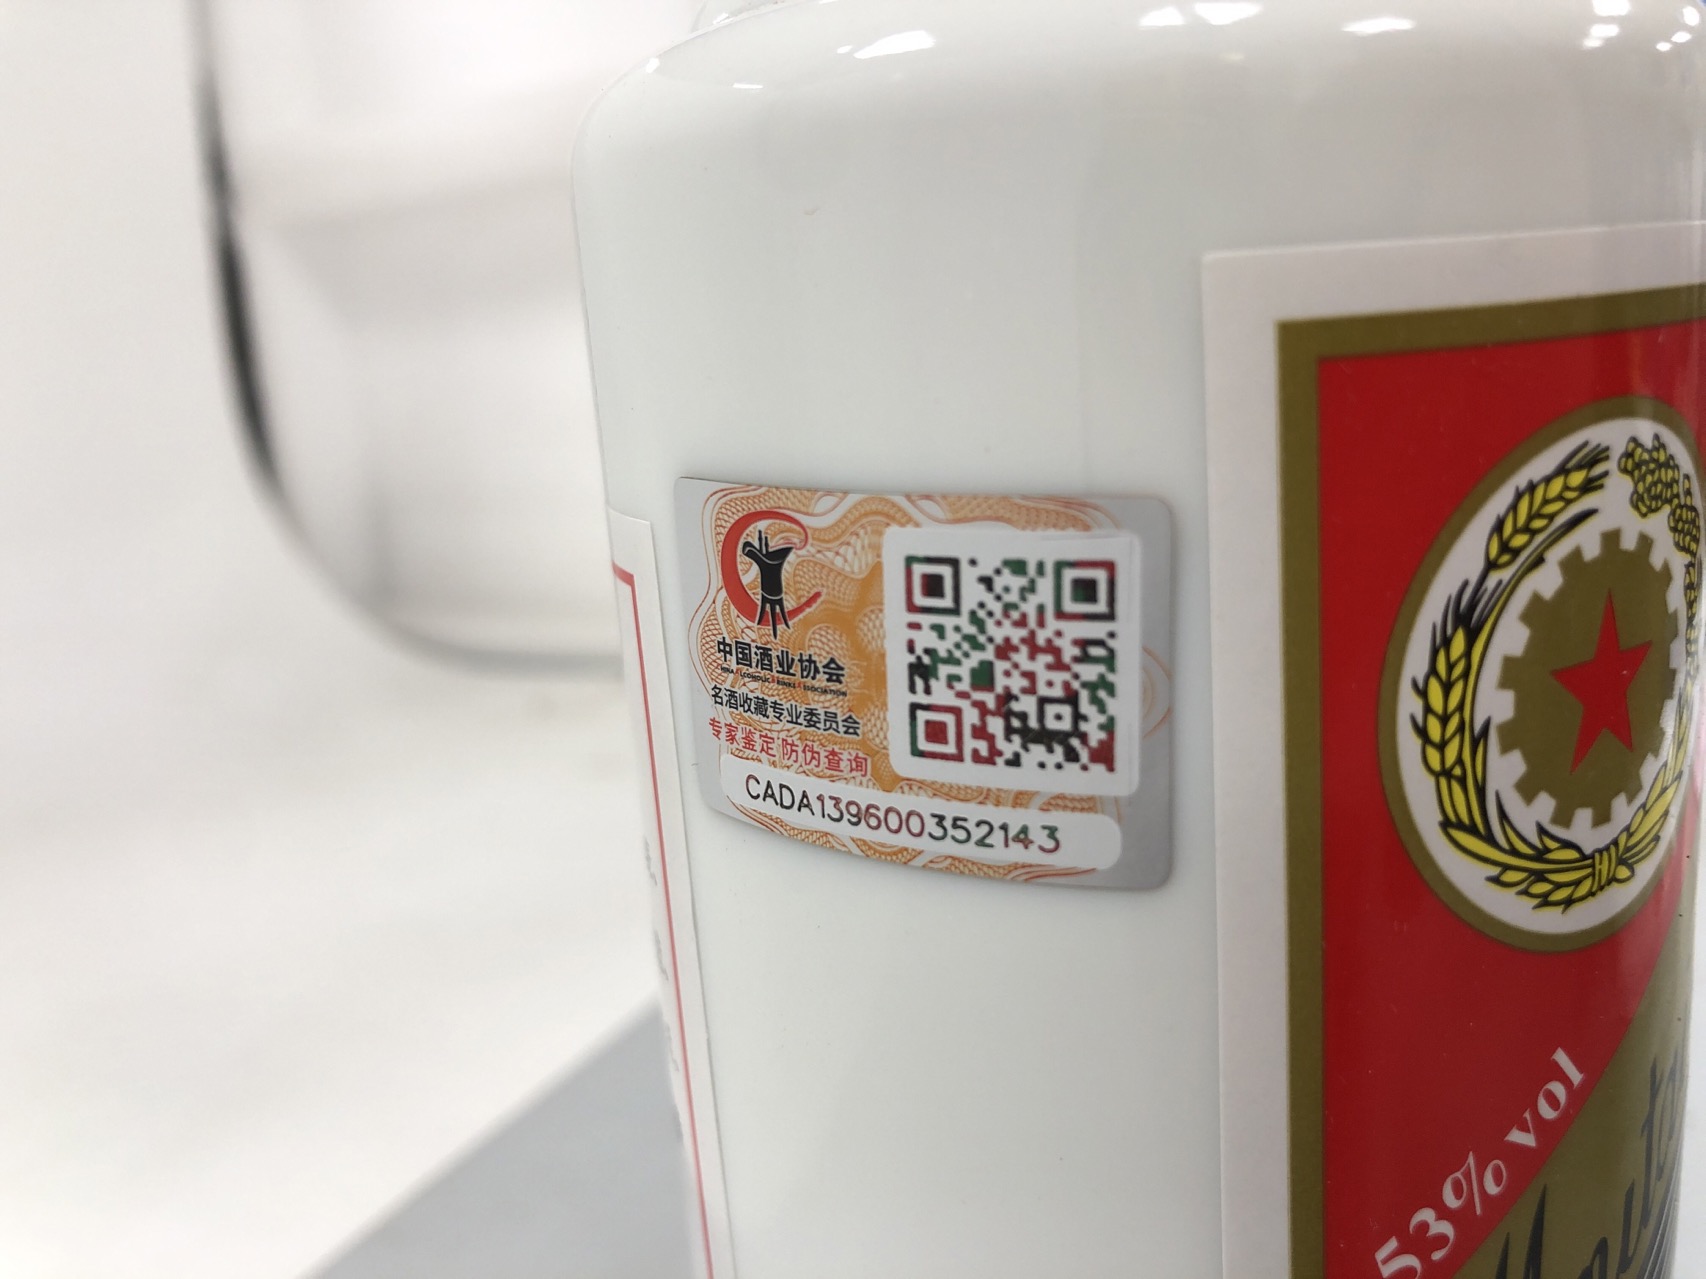 中国酒业协会
名酒收藏专业委员会
专家鉴定 防伪查询
CADA139600352143
53% vol